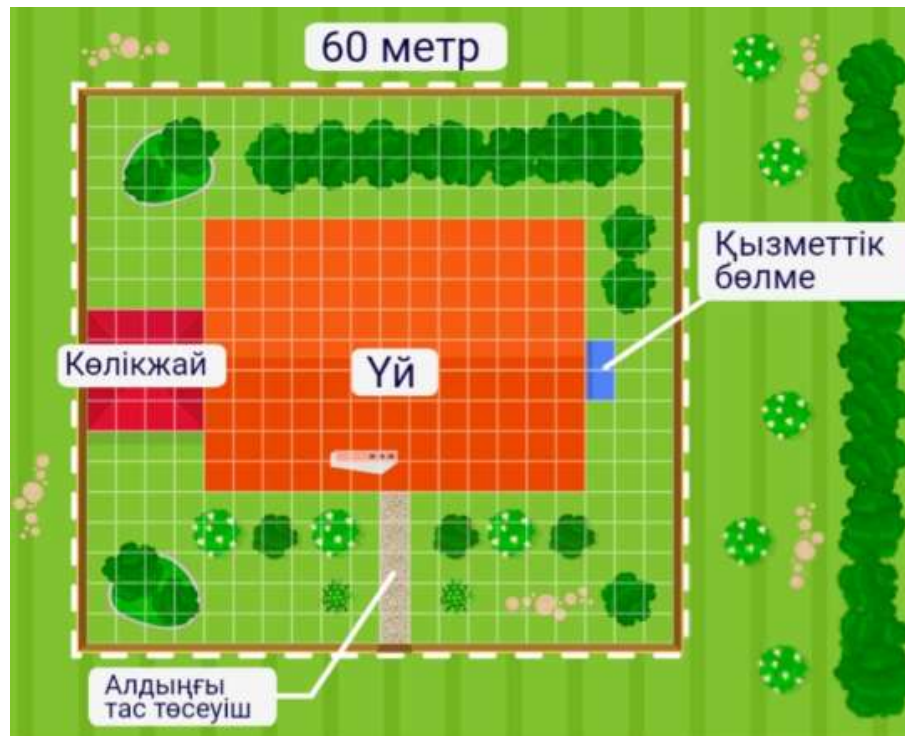 60 метр
Қызметтік
бөлме
Көлікжай
Үй
Алдыңғы
тас төсеуіш